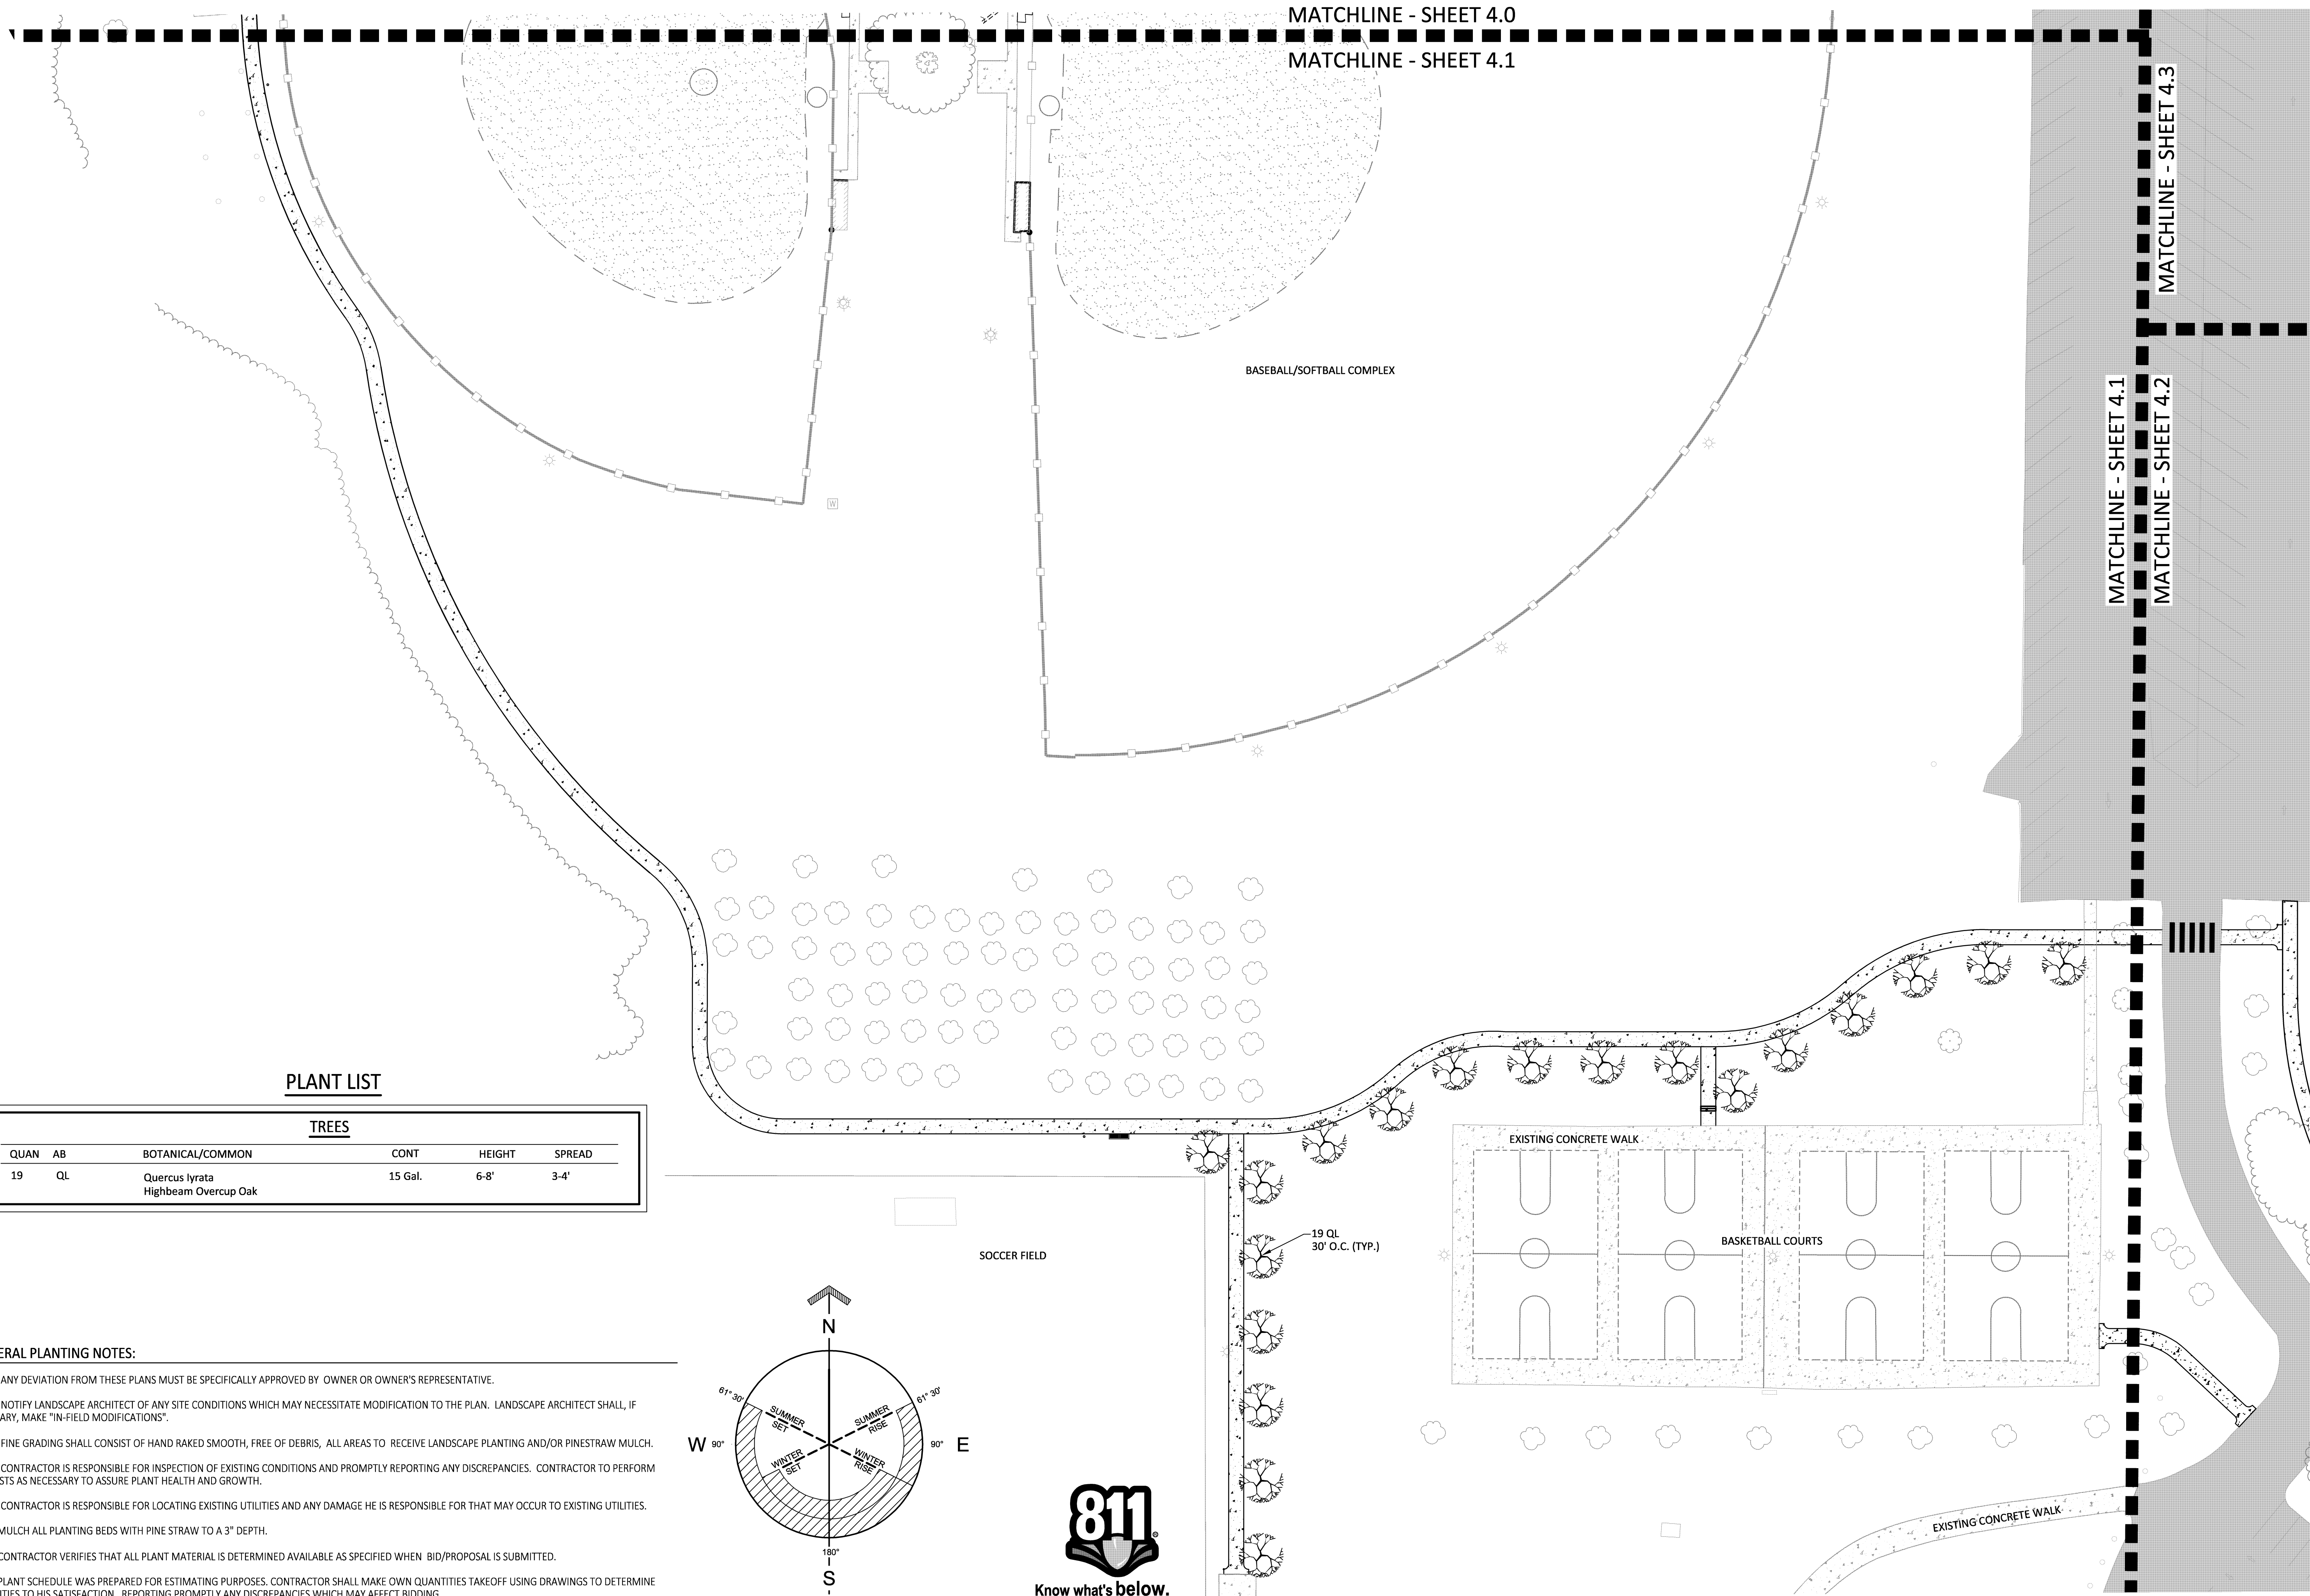 MATCHLINE - SHEET 4.0
MATCHLINE - SHEET 4.1
MATCHLINE - SHEET 4.3
MATCHLINE - SHEET 4.1
MATCHLINE - SHEET 4.2
BASEBALL/SOFTBALL COMPLEX
W
PLANT LIST
TREES
QUAN AB BOTANICAL/COMMON CONT HEIGHT SPREAD
19 QL Quercus lyrata 15 Gal. 6-8' 3-4'
Highbeam Overcup Oak
EXISTING CONCRETE WALK
BASKETBALL COURTS
19 QL
30' O.C. (TYP.)
SOCCER FIELD
EXISTING CONCRETE WALK
ERAL PLANTING NOTES:
ANY DEVIATION FROM THESE PLANS MUST BE SPECIFICALLY APPROVED BY OWNER OR OWNER'S REPRESENTATIVE.
NOTIFY LANDSCAPE ARCHITECT OF ANY SITE CONDITIONS WHICH MAY NECESSITATE MODIFICATION TO THE PLAN. LANDSCAPE ARCHITECT SHALL, IF
ARY, MAKE "IN-FIELD MODIFICATIONS".
FINE GRADING SHALL CONSIST OF HAND RAKED SMOOTH, FREE OF DEBRIS, ALL AREAS TO RECEIVE LANDSCAPE PLANTING AND/OR PINESTRAW MULCH.
CONTRACTOR IS RESPONSIBLE FOR INSPECTION OF EXISTING CONDITIONS AND PROMPTLY REPORTING ANY DISCREPANCIES. CONTRACTOR TO PERFORM
STS AS NECESSARY TO ASSURE PLANT HEALTH AND GROWTH.
CONTRACTOR IS RESPONSIBLE FOR LOCATING EXISTING UTILITIES AND ANY DAMAGE HE IS RESPONSIBLE FOR THAT MAY OCCUR TO EXISTING UTILITIES.
MULCH ALL PLANTING BEDS WITH PINE STRAW TO A 3" DEPTH.
CONTRACTOR VERIFIES THAT ALL PLANT MATERIAL IS DETERMINED AVAILABLE AS SPECIFIED WHEN BID/PROPOSAL IS SUBMITTED.
PLANT SCHEDULE WAS PREPARED FOR ESTIMATING PURPOSES. CONTRACTOR SHALL MAKE OWN QUANTITIES TAKEOFF USING DRAWINGS TO DETERMINE
TITIES TO HIS SATISFACTION, REPORTING PROMPTLY ANY DISCREPANCIES WHICH MAY AFFECT BIDDING.
N
61° 30' 61° 30'
SUMMER SET
SUMMER RISE
W 90° 90° E
WINTER SET
WINTER RISE
180°
S
811®
Know what's below.